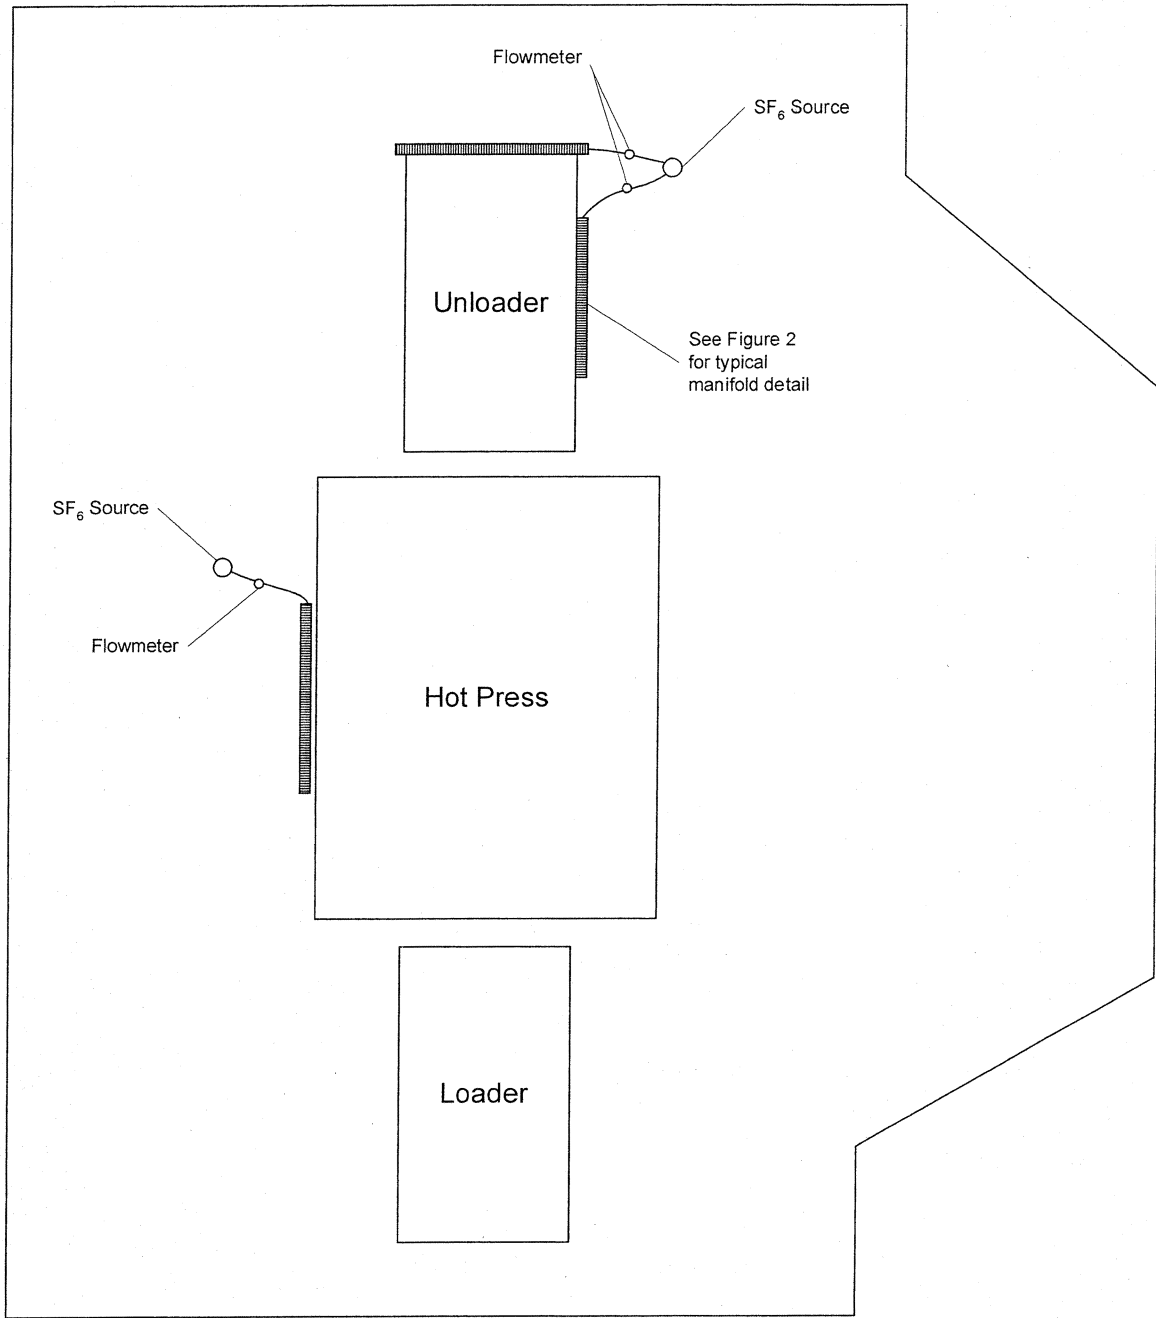 Flowmeter
SF6 Source
Unloader
See Figure 2
for typical
manifold detail
SF6 Source
Flowmeter
Hot Press
Loader